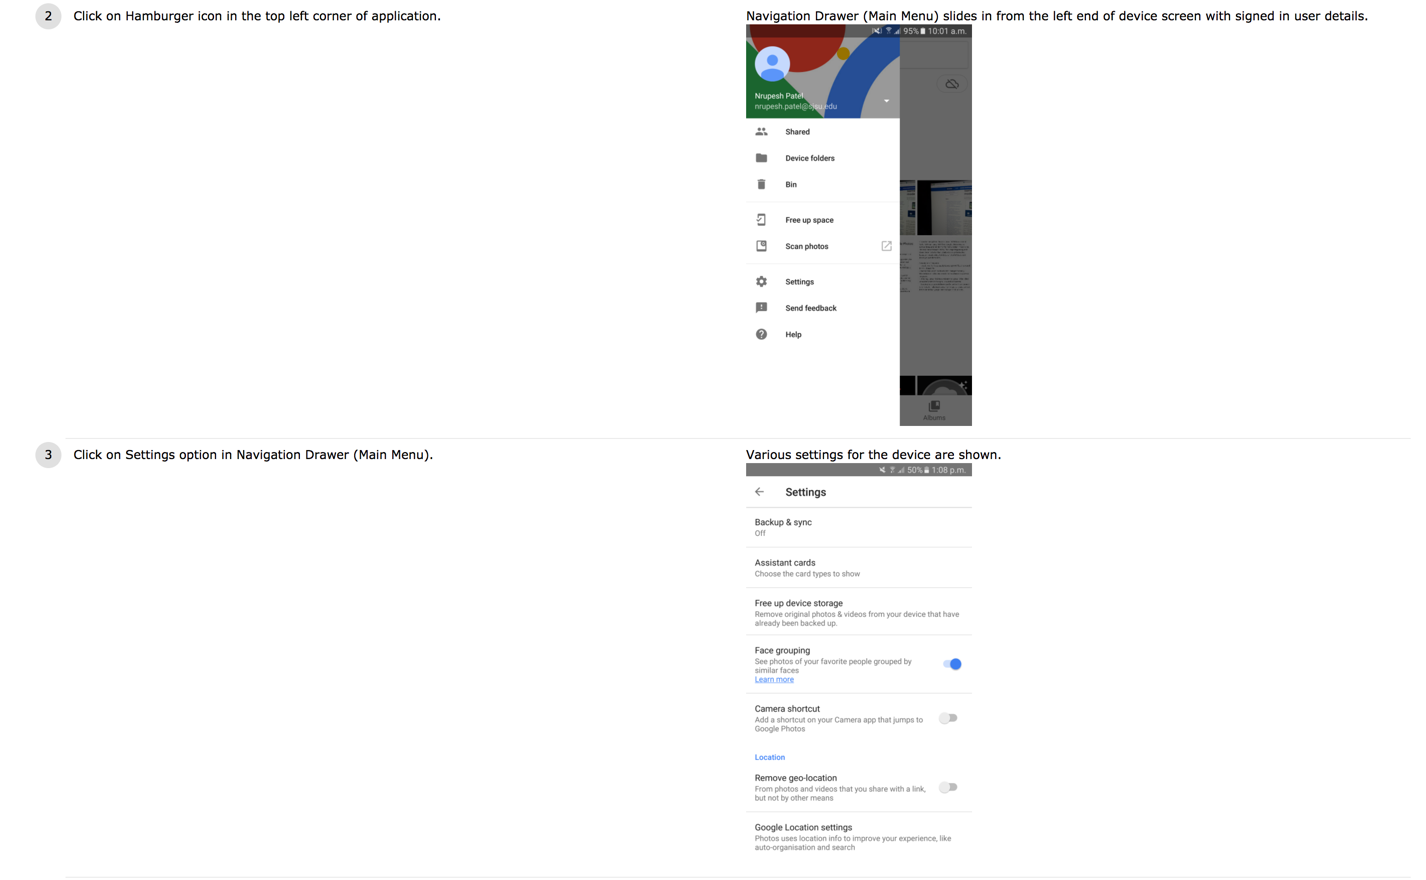 2 Click on Hamburger icon in the top left corner of application.
Navigation Drawer (Main Menu) slides in from the left end of device screen with signed in user details.
95% 10:01 a.m.
Nrupesh Patel
nrupesh.patel@sjsu.edu
Shared
Device folders
Bin
Free up space
Scan photos
Settings
Send feedback
Help
Albums
3 Click on Settings option in Navigation Drawer (Main Menu).
Various settings for the device are shown.
50% 1:08 p.m.
Settings
Backup & sync
Off
Assistant cards
Choose the card types to show
Free up device storage
Remove original photos & videos from your device that have
already been backed up.
Face grouping
See photos of your favorite people grouped by
similar faces
Learn more
Camera shortcut
Add a shortcut on your Camera app that jumps to
Google Photos
Location
Remove geo-location
From photos and videos that you share with a link,
but not by other means
Google Location settings
Photos uses location info to improve your experience, like
auto-organisation and search